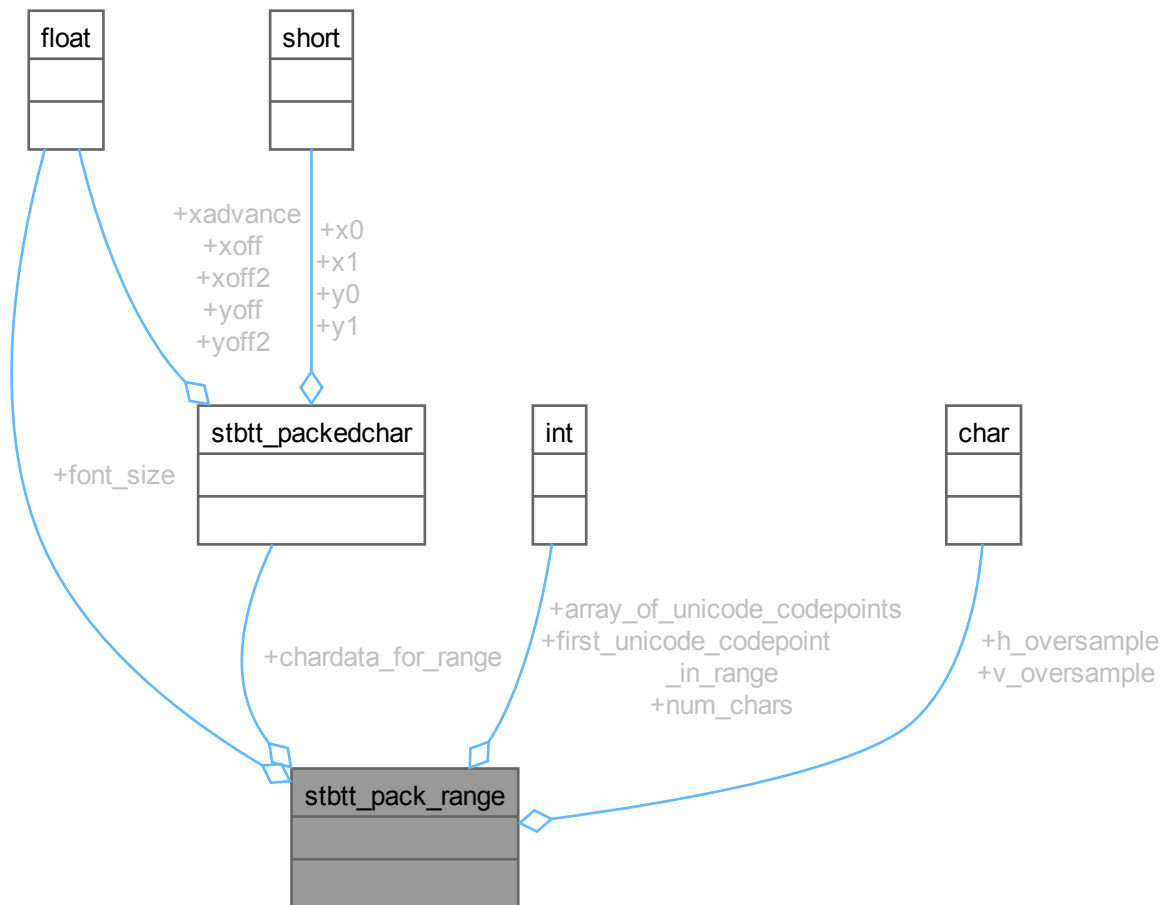 float
short
+xadvance
+xoff
+xoff2
+yoff
+yoff2
+x0
+x1
+y0
+y1
stbtt_packedchar
int
char
+font_size
+chardata_for_range
+array_of_unicode_codepoints
+first_unicode_codepoint
_in_range
+num_chars
+h_oversample
+v_oversample
stbtt_pack_range